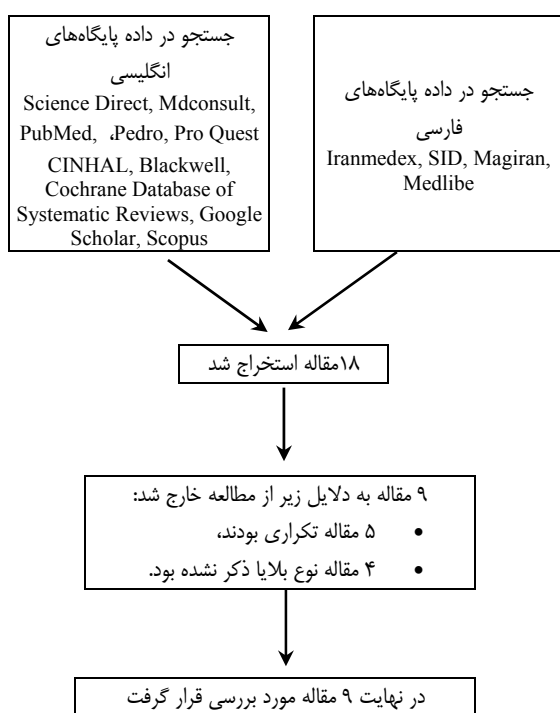 جستجو در داده پایگاه‌های
فارسی
Iranmedex, SID, Magiran,
Medlibe
جستجو در داده پایگاه‌های
انگلیسی
Science Direct, Mdconsult,
PubMed, ،Pedro, Pro Quest
CINHAL, Blackwell,
Cochrane Database of
Systematic Reviews, Google
Scholar, Scopus
۱۸مقاله استخراج شد
۹ مقاله به دلایل زیر از مطالعه خارج شد:
• ۵ مقاله تکراری بودند،
• ۴ مقاله نوع بلایا ذکر نشده بود.
در نهایت ۹ مقاله مورد بررسی قرار گرفت